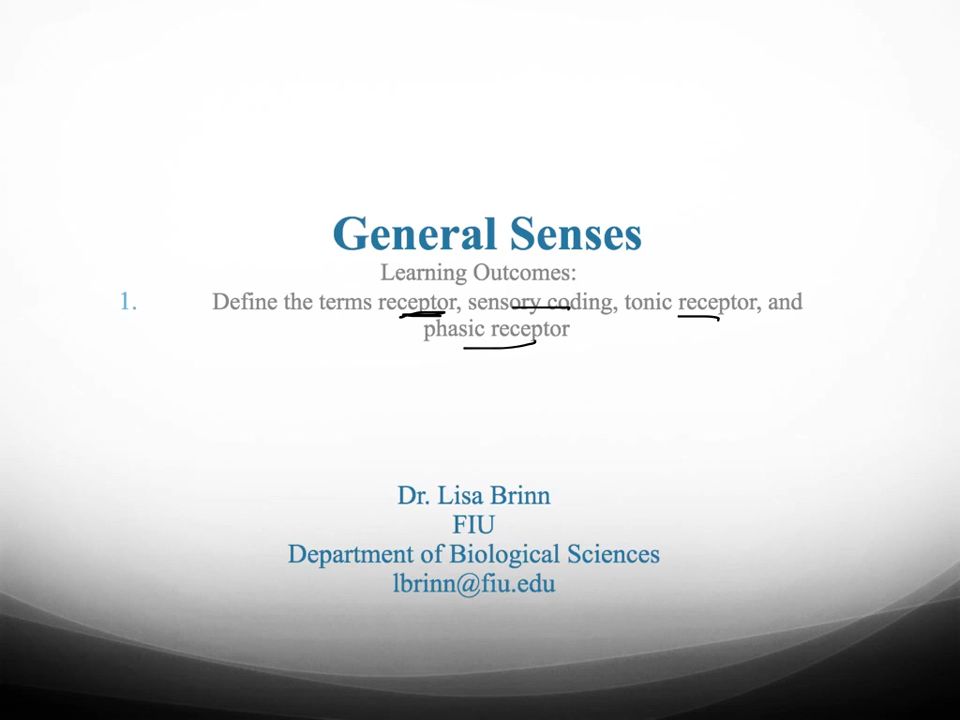 General Senses
Learning Outcomes:
1. Define the terms receptor, sensory coding, tonic receptor, and
phasic receptor
Dr. Lisa Brinn
FIU
Department of Biological Sciences
lbrinn@fiu.edu